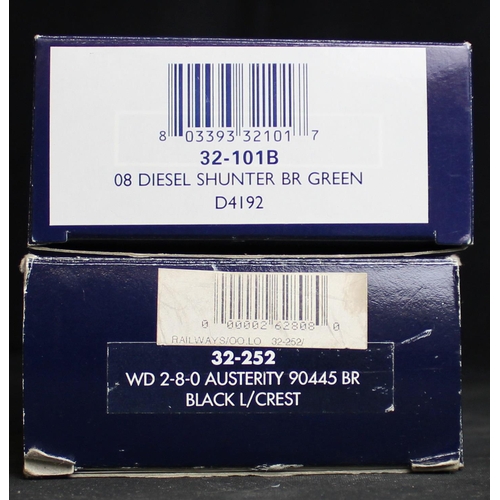 8 03393 32101 7
32-101B
08 DIESEL SHUNTER BR GREEN
D4192
0 00002 62808 0
RAILWAYS/OO LO 32-252/
32-252
WD 2-8-0 AUSTERITY 90445 BR
BLACK L/CREST